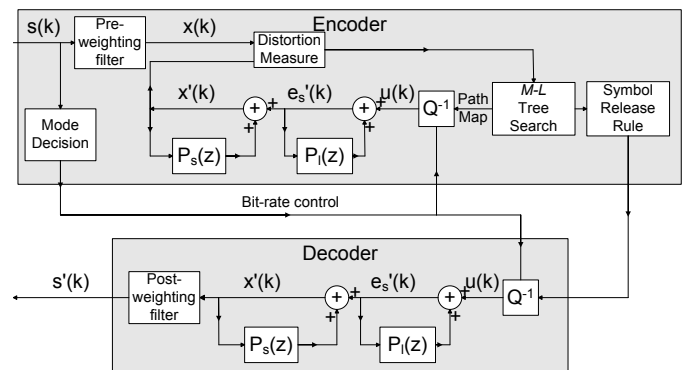 Encoder
s(k)
Pre-
weighting
filter
x(k)
Distortion
Measure
Mode
Decision
x'(k)
+
+
+
e_s'(k)
+
+
+
μ(k)
Q⁻¹
Path
Map
M-L
Tree
Search
Symbol
Release
Rule
P_s(z)
P_l(z)
Bit-rate control
Decoder
s'(k)
Post-
weighting
filter
x'(k)
+
+
+
e_s'(k)
+
+
+
μ(k)
Q⁻¹
P_s(z)
P_l(z)